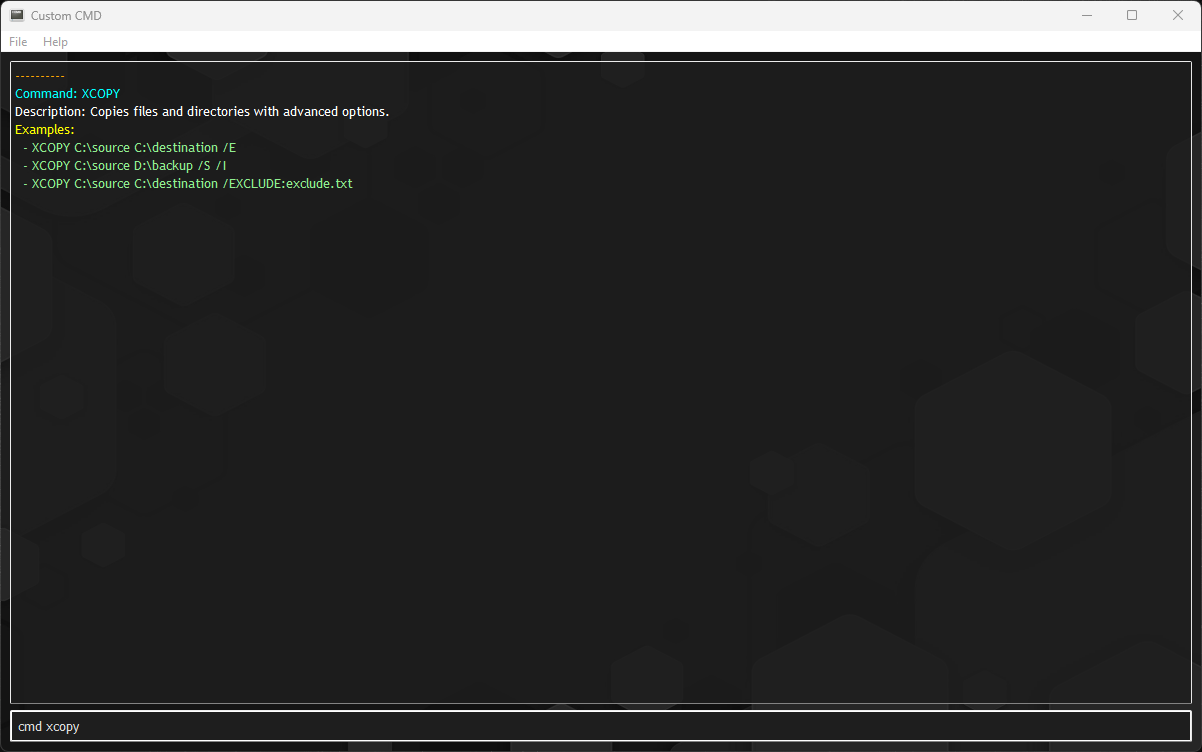 Custom CMD
File Help
----------
Command: XCOPY
Description: Copies files and directories with advanced options.
Examples:
- XCOPY C:\source C:\destination /E
- XCOPY C:\source D:\backup /S /I
- XCOPY C:\source C:\destination /EXCLUDE:exclude.txt
cmd xcopy